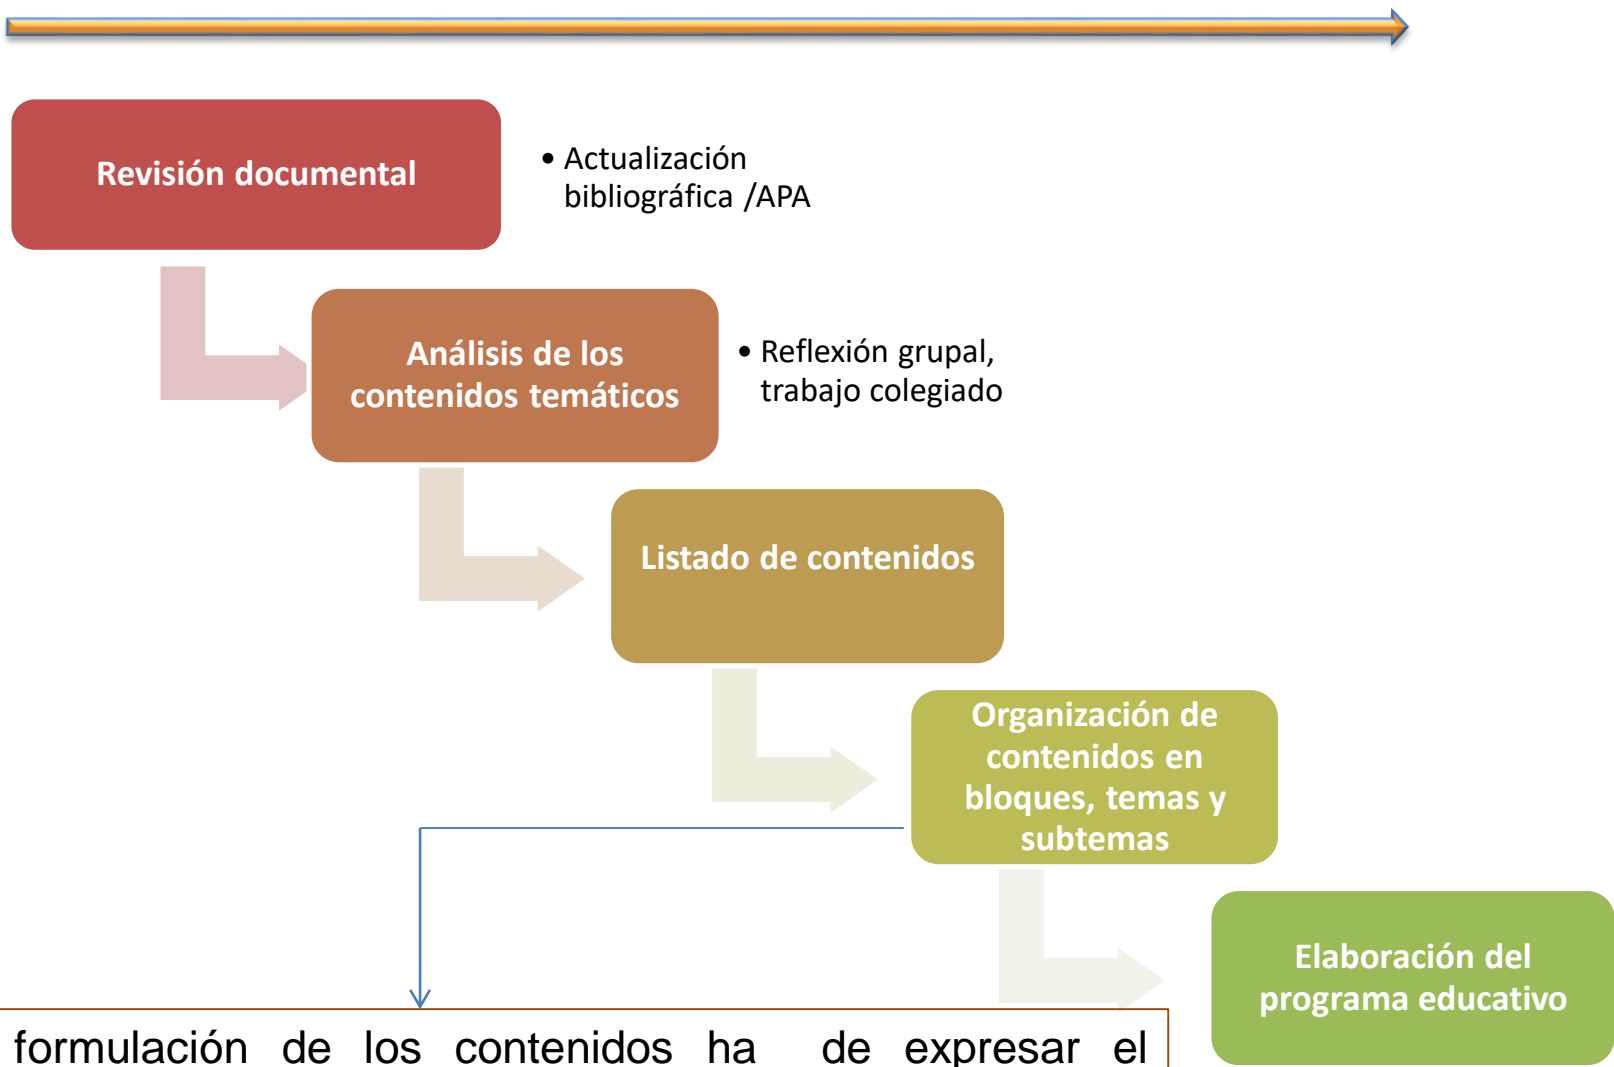 Revisión documental
• Actualización
bibliográfica /APA
Análisis de los
contenidos temáticos
• Reflexión grupal,
trabajo colegiado
Listado de contenidos
Organización de
contenidos en
bloques, temas y
subtemas
Elaboración del
programa educativo
formulación de los contenidos ha de expresar el